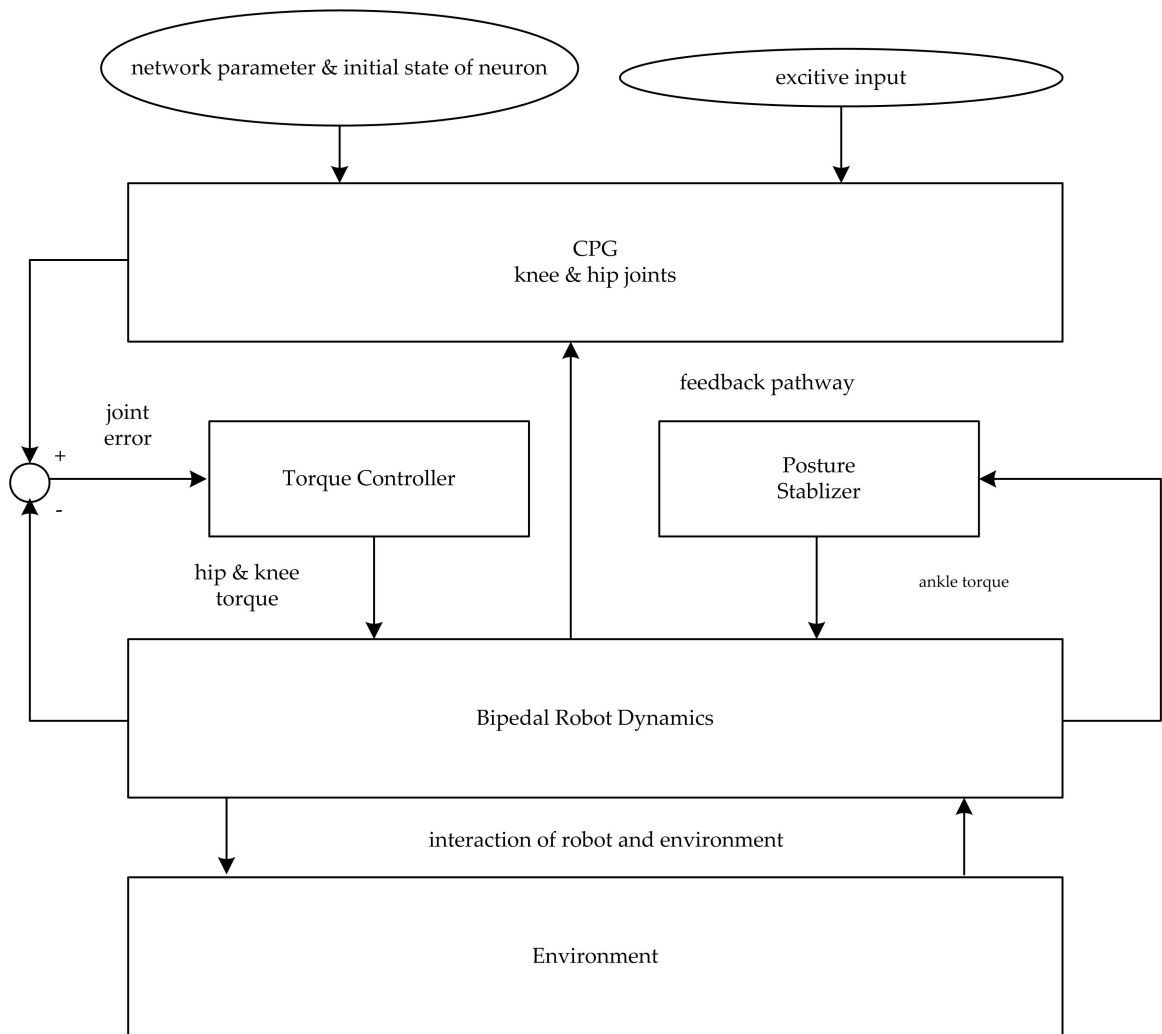 network parameter & initial state of neuron
excitive input
CPG
knee & hip joints
feedback pathway
joint
error
+
-
Torque Controller
Posture
Stablizer
hip & knee
torque
ankle torque
Bipedal Robot Dynamics
interaction of robot and environment
Environment